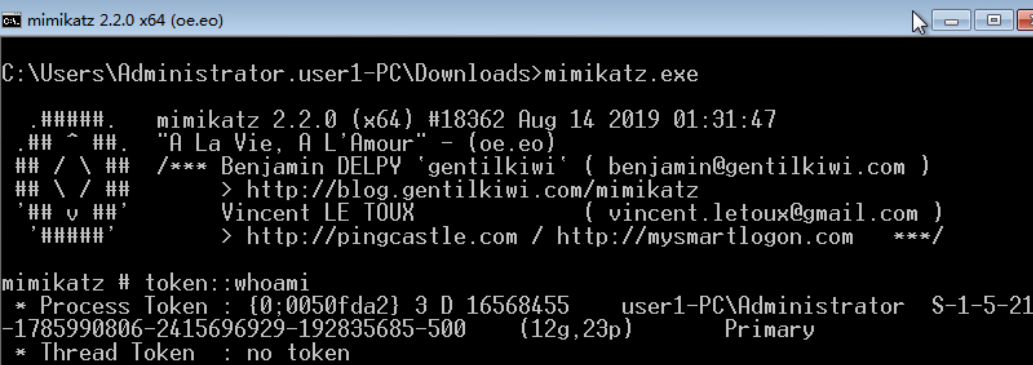 mimikatz 2.2.0 x64 (oe.eo)
C:\Users\Administrator.user1-PC\Downloads>mimikatz.exe
  .#####.   mimikatz 2.2.0 (x64) #18362 Aug 14 2019 01:31:47
 .## ^ ##.  "A La Vie, A L'Amour" - (oe.eo)
 ## / \ ##  /*** Benjamin DELPY `gentilkiwi` ( benjamin@gentilkiwi.com )
 ## \ / ##       > http://blog.gentilkiwi.com/mimikatz
 '## v ##'       Vincent LE TOUX             ( vincent.letoux@gmail.com )
  '#####'        > http://pingcastle.com / http://mysmartlogon.com   ***/
mimikatz # token::whoami
 * Process Token : {0;0050fda2} 3 D 16568455    user1-PC\Administrator  S-1-5-21
-1785990806-2415696929-192835685-500    (12g,23p)       Primary
 * Thread Token  : no token